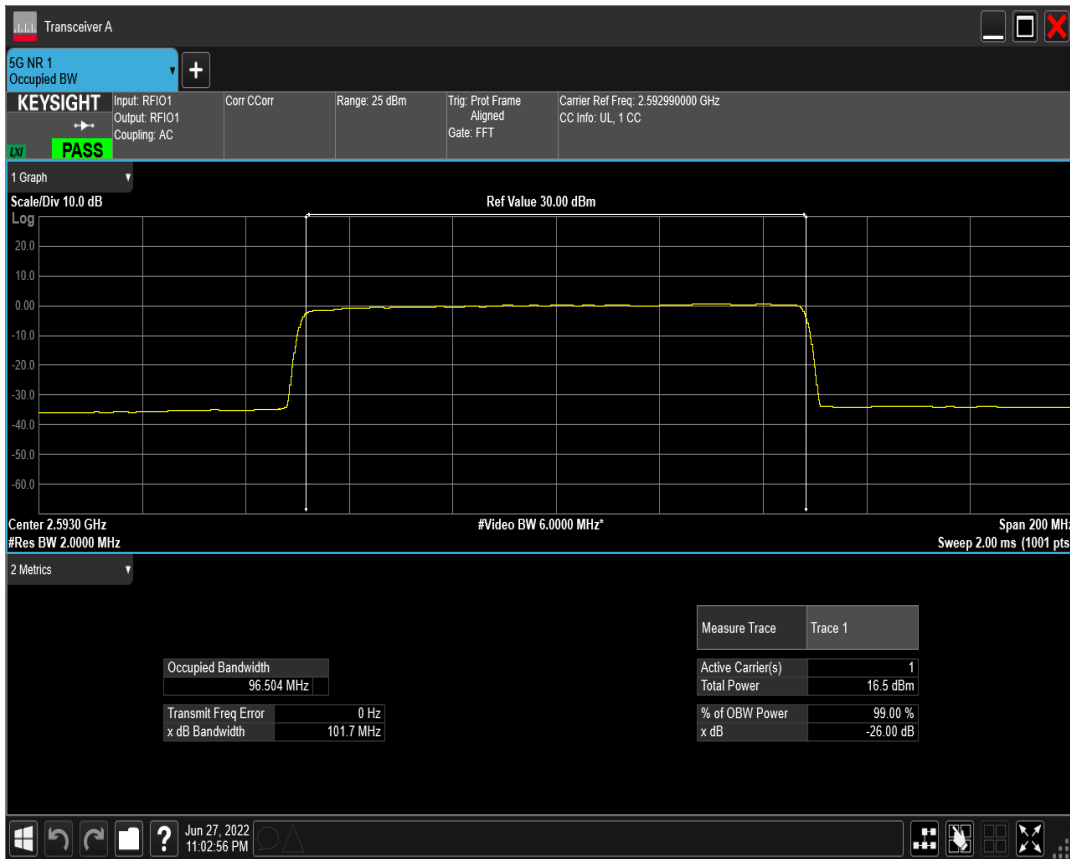 Transceiver A
5G NR 1
Occupied BW
+
KEYSIGHT
LXI
PASS
Input: RFIO1
Output: RFIO1
Coupling: AC
Corr CCorr
Range: 25 dBm
Trig: Prot Frame
Aligned
Gate: FFT
Carrier Ref Freq: 2.592990000 GHz
CC Info: UL, 1 CC
1 Graph
Scale/Div 10.0 dB
Ref Value 30.00 dBm
Log
20.0
10.0
0.00
-10.0
-20.0
-30.0
-40.0
-50.0
-60.0
Center 2.5930 GHz
#Video BW 6.0000 MHz*
Span 200 MHz
#Res BW 2.0000 MHz
Sweep 2.00 ms (1001 pts
2 Metrics
Measure Trace Trace 1
Occupied Bandwidth
96.504 MHz
Active Carrier(s) 1
Total Power 16.5 dBm
Transmit Freq Error 0 Hz
x dB Bandwidth 101.7 MHz
% of OBW Power 99.00 %
x dB -26.00 dB
?
Jun 27, 2022
11:02:56 PM